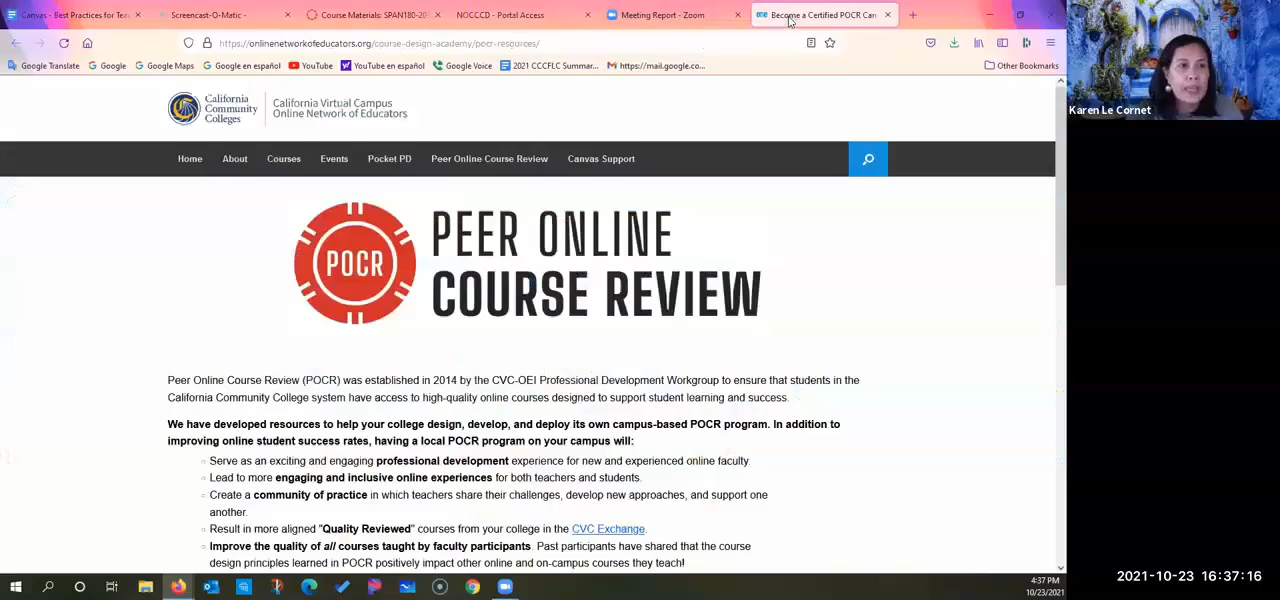 Canvas - Best Practices for Tea
Screencast-O-Matic -
Course Materials: SPAN180-20
NOCCCD - Portal Access
Meeting Report - Zoom
Become a Certified POCR Cam
https://onlinenetworkofeducators.org/course-design-academy/pocr-resources/
Google Translate
Google
Google Maps
Google en español
YouTube
YouTube en español
Google Voice
2021 CCCFLC Summar...
https://mail.google.co...
Other Bookmarks
Karen Le Cornet
California
Community
Colleges
California Virtual Campus
Online Network of Educators
Home About Courses Events Pocket PD Peer Online Course Review Canvas Support
POCR
PEER ONLINE
COURSE REVIEW
Peer Online Course Review (POCR) was established in 2014 by the CVC-OEI Professional Development Workgroup to ensure that students in the
California Community College system have access to high-quality online courses designed to support student learning and success.
We have developed resources to help your college design, develop, and deploy its own campus-based POCR program. In addition to
improving online student success rates, having a local POCR program on your campus will:
Serve as an exciting and engaging professional development experience for new and experienced online faculty.
Lead to more engaging and inclusive online experiences for both teachers and students.
Create a community of practice in which teachers share their challenges, develop new approaches, and support one
another.
Result in more aligned "Quality Reviewed" courses from your college in the CVC Exchange.
Improve the quality of all courses taught by faculty participants. Past participants have shared that the course
design principles learned in POCR positively impact other online and on-campus courses they teach!
4:37 PM
10/23/2021
2021-10-23 16:37:16